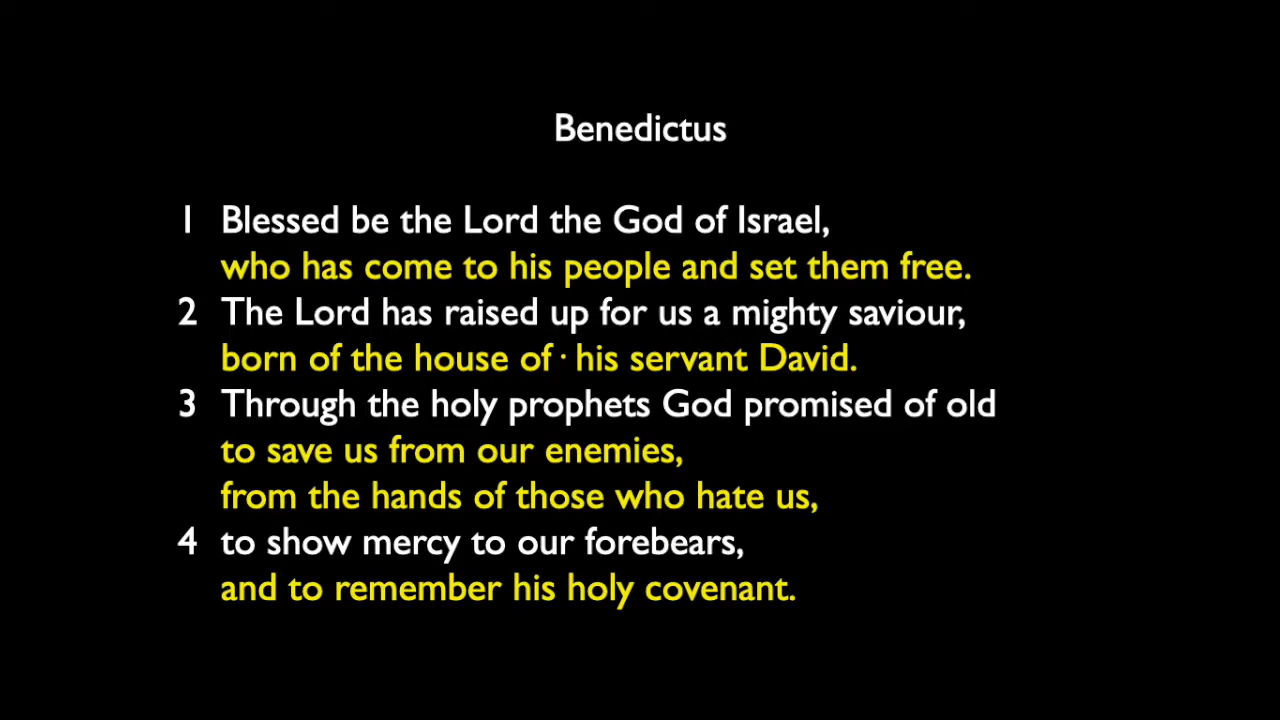 Benedictus
1 Blessed be the Lord the God of Israel,
who has come to his people and set them free.
2 The Lord has raised up for us a mighty saviour,
born of the house of · his servant David.
3 Through the holy prophets God promised of old
to save us from our enemies,
from the hands of those who hate us,
4 to show mercy to our forebears,
and to remember his holy covenant.